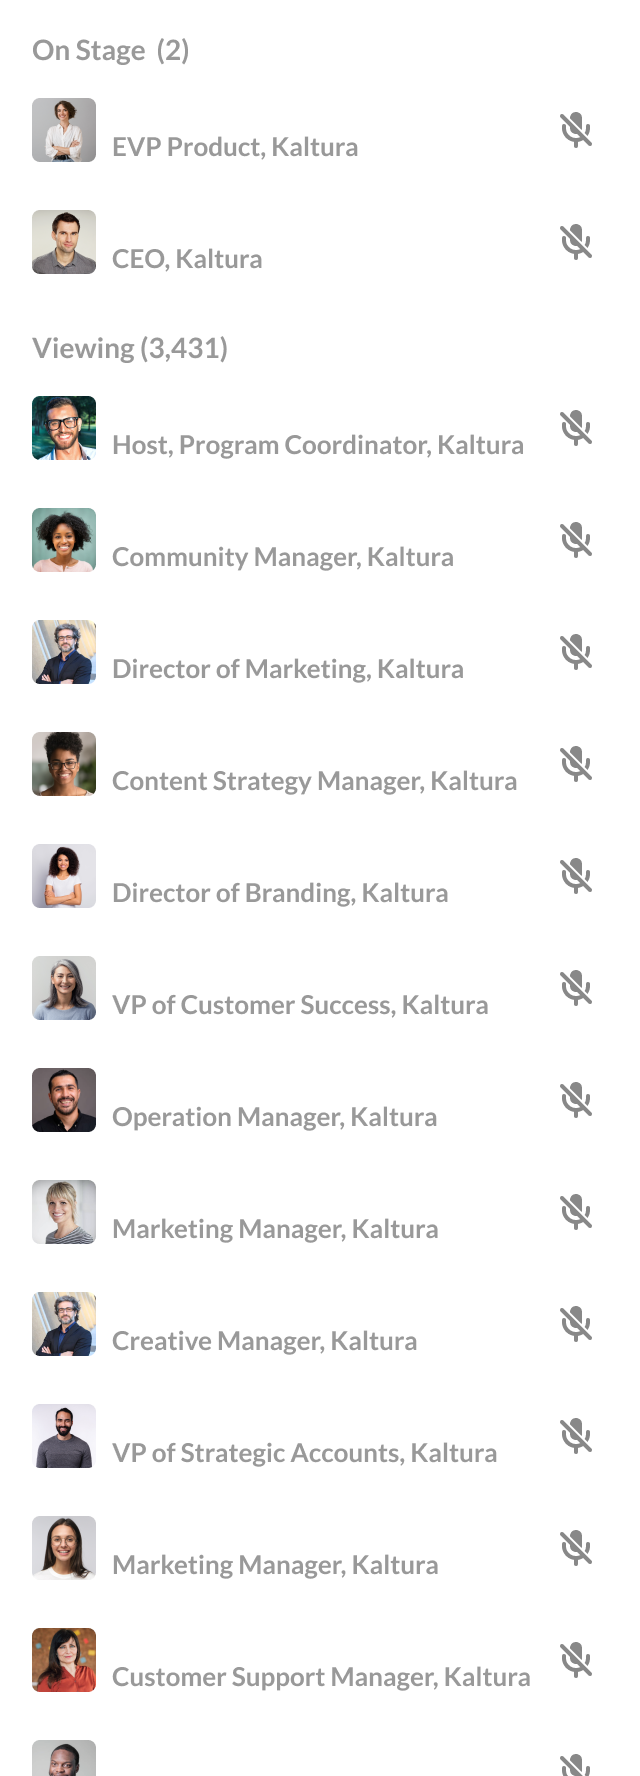 On Stage (2)
EVP Product, Kaltura
CEO, Kaltura
Viewing (3,431)
Host, Program Coordinator, Kaltura
Community Manager, Kaltura
Director of Marketing, Kaltura
Content Strategy Manager, Kaltura
Director of Branding, Kaltura
VP of Customer Success, Kaltura
Operation Manager, Kaltura
Marketing Manager, Kaltura
Creative Manager, Kaltura
VP of Strategic Accounts, Kaltura
Marketing Manager, Kaltura
Customer Support Manager, Kaltura